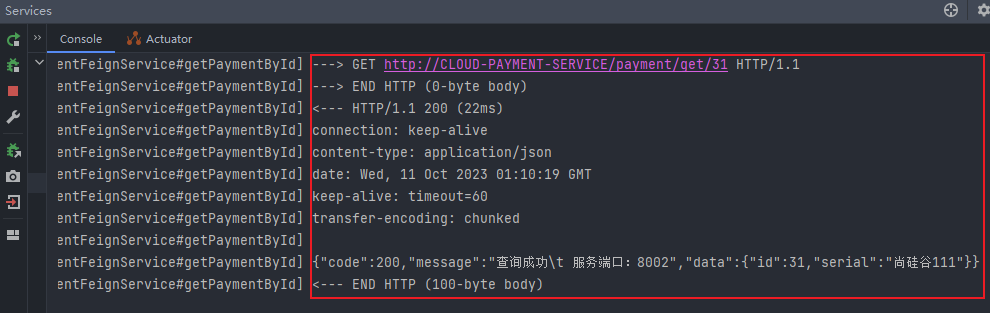 Services
Console Actuator
entFeignService#getPaymentById] ---> GET http://CLOUD-PAYMENT-SERVICE/payment/get/31 HTTP/1.1
entFeignService#getPaymentById] ---> END HTTP (0-byte body)
entFeignService#getPaymentById] <--- HTTP/1.1 200 (22ms)
entFeignService#getPaymentById] connection: keep-alive
entFeignService#getPaymentById] content-type: application/json
entFeignService#getPaymentById] date: Wed, 11 Oct 2023 01:10:19 GMT
entFeignService#getPaymentById] keep-alive: timeout=60
entFeignService#getPaymentById] transfer-encoding: chunked
entFeignService#getPaymentById]
entFeignService#getPaymentById] {"code":200,"message":"查询成功\t 服务端口：8002","data":{"id":31,"serial":"尚硅谷111"}}
entFeignService#getPaymentById] <--- END HTTP (100-byte body)